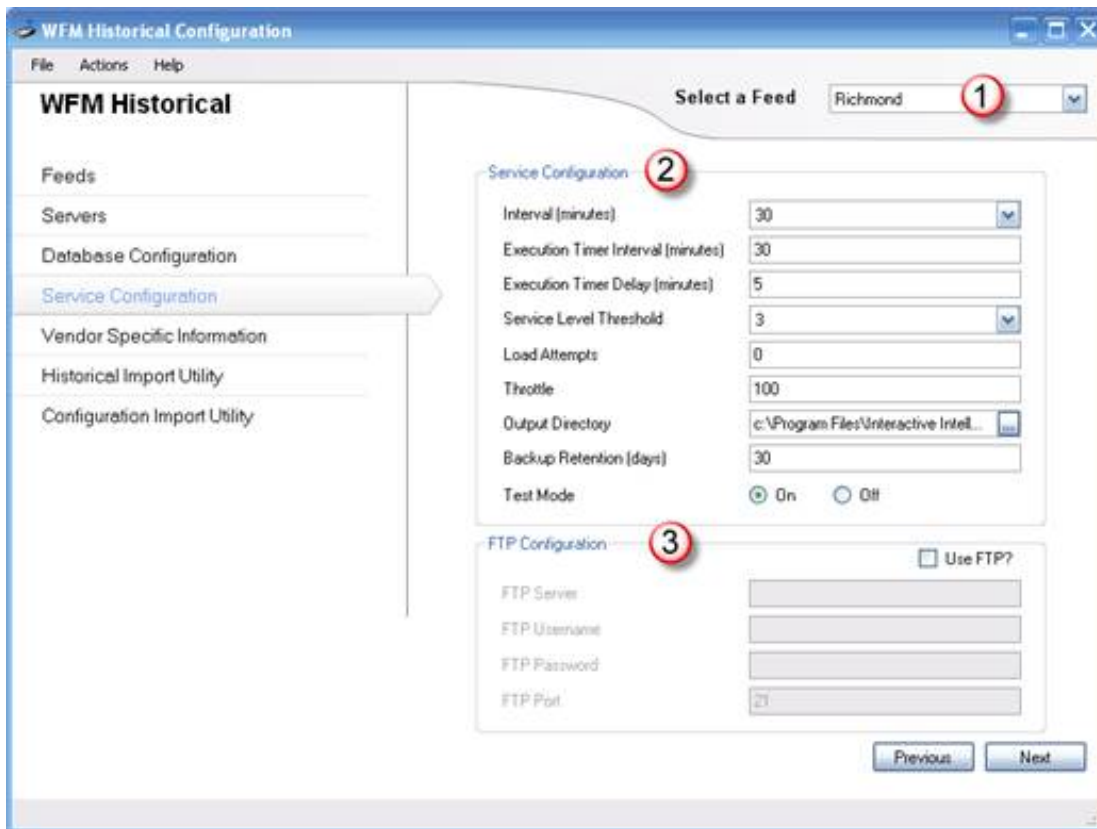 WFM Historical Configuration
File Actions Help
WFM Historical
Select a Feed Richmond 1
Feeds
Servers
Database Configuration
Service Configuration
Vendor Specific Information
Historical Import Utility
Configuration Import Utility
Service Configuration 2
Interval (minutes) 30
Execution Timer Interval (minutes) 30
Execution Timer Delay (minutes) 5
Service Level Threshold 3
Load Attempts 0
Throttle 100
Output Directory c:\Program Files\Interactive Intell... ...
Backup Retention (days) 30
Test Mode On Off
FTP Configuration 3
Use FTP?
FTP Server
FTP Username
FTP Password
FTP Port 21
Previous Next